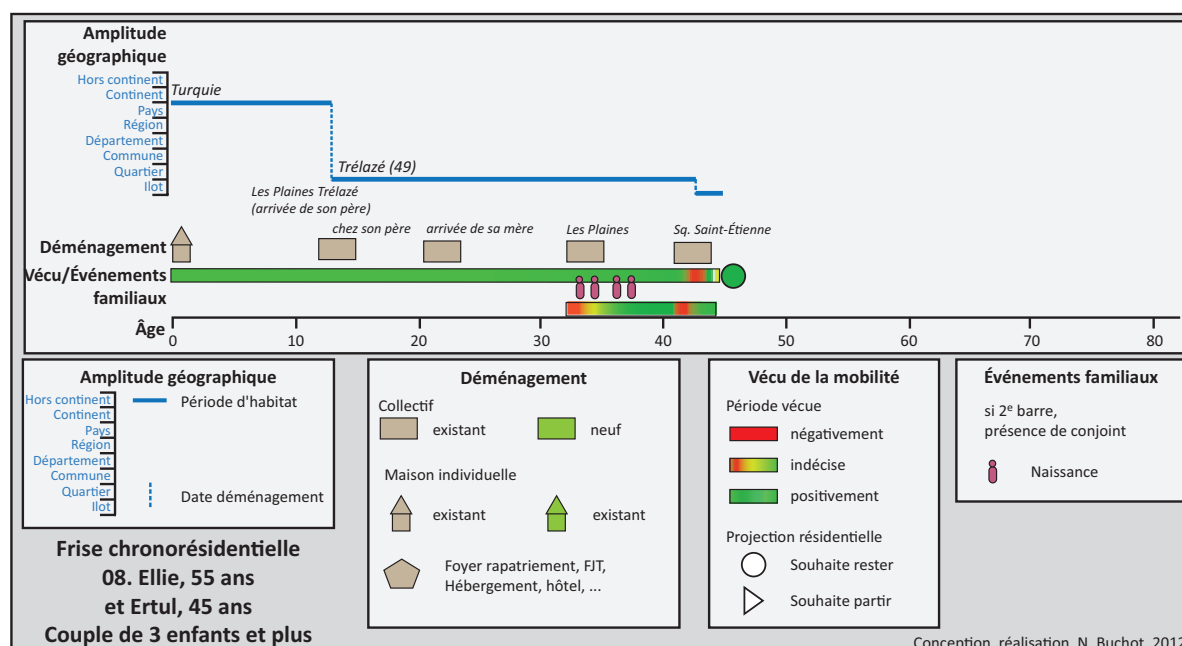 Amplitude
géographique
Hors continent
Continent
Pays
Région
Département
Commune
Quartier
Ilot
Turquie
Trélazé (49)
Les Plaines Trélazé
(arrivée de son père)
chez son père
arrivée de sa mère
Les Plaines
Sq. Saint-Étienne
Déménagement
Vécu/Événements
familiaux
Âge
0 10 20 30 40 50 60 70 80
Amplitude géographique
Hors continent
Continent
Pays
Région
Département
Commune
Quartier
Ilot
Période d'habitat
Date déménagement
Frise chronorésidentielle
08. Ellie, 55 ans
et Ertul, 45 ans
Couple de 3 enfants et plus
Déménagement
Collectif
existant neuf
Maison individuelle
existant existant
Foyer rapatriement, FJT,
Hébergement, hôtel, ...
Vécu de la mobilité
Période vécue
négativement
indécise
positivement
Projection résidentielle
Souhaite rester
Souhaite partir
Événements familiaux
si 2e barre,
présence de conjoint
Naissance
Conception, réalisation, N. Buchot, 2012